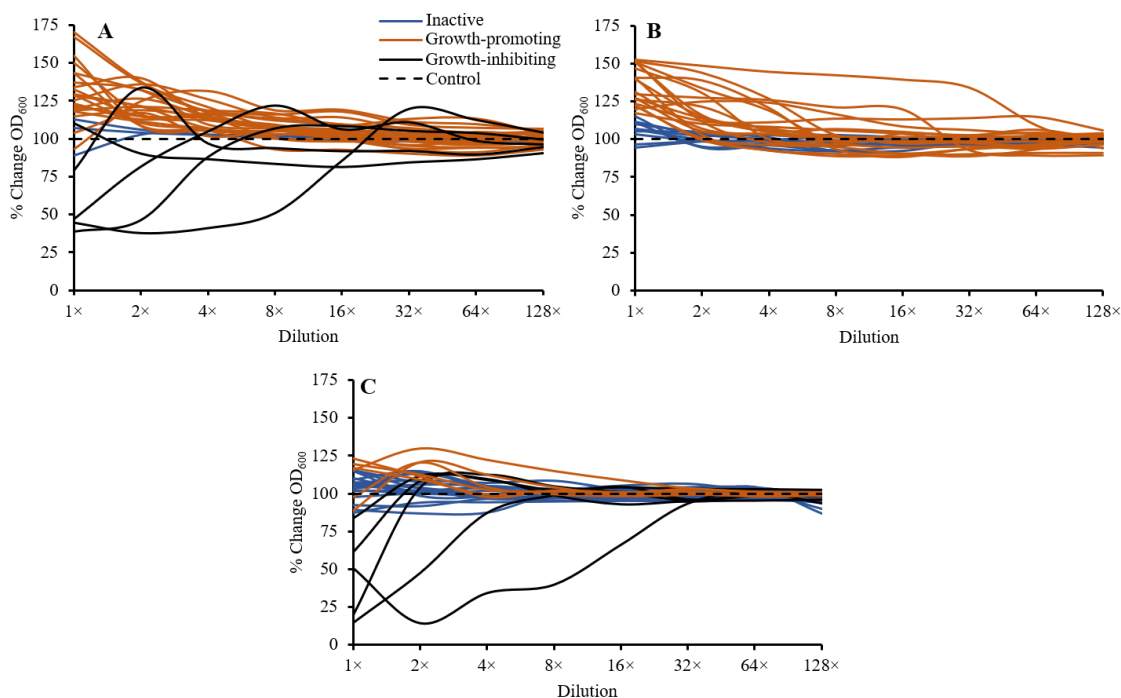 A
Inactive
Growth-promoting
Growth-inhibiting
Control
% Change OD600
175
150
125
100
75
50
25
0
1× 2× 4× 8× 16× 32× 64× 128×
Dilution
B
% Change OD600
175
150
125
100
75
50
25
0
1× 2× 4× 8× 16× 32× 64× 128×
Dilution
C
% Change OD600
175
150
125
100
75
50
25
0
1× 2× 4× 8× 16× 32× 64× 128×
Dilution